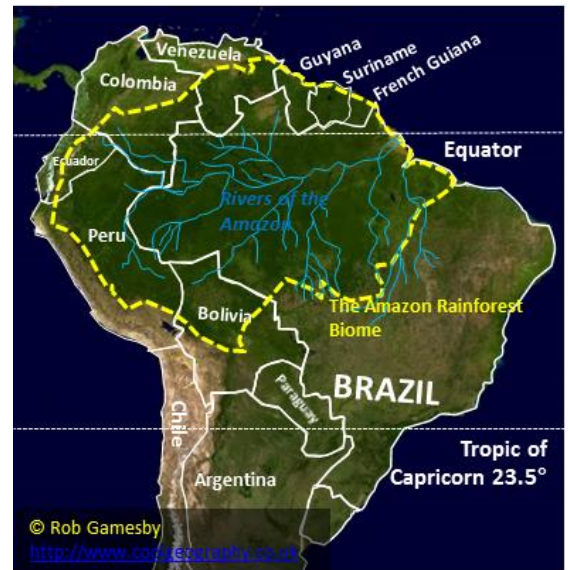 Venezuela
Guyana
Suriname
French Guiana
Colombia
Equator
Ecuador
Rivers of the
Amazon
Peru
Bolivia
The Amazon Rainforest
Biome
BRAZIL
Paraguay
Chile
Tropic of
Capricorn 23.5°
Argentina
© Rob Gamesby
http://www.coolgeography.co.uk